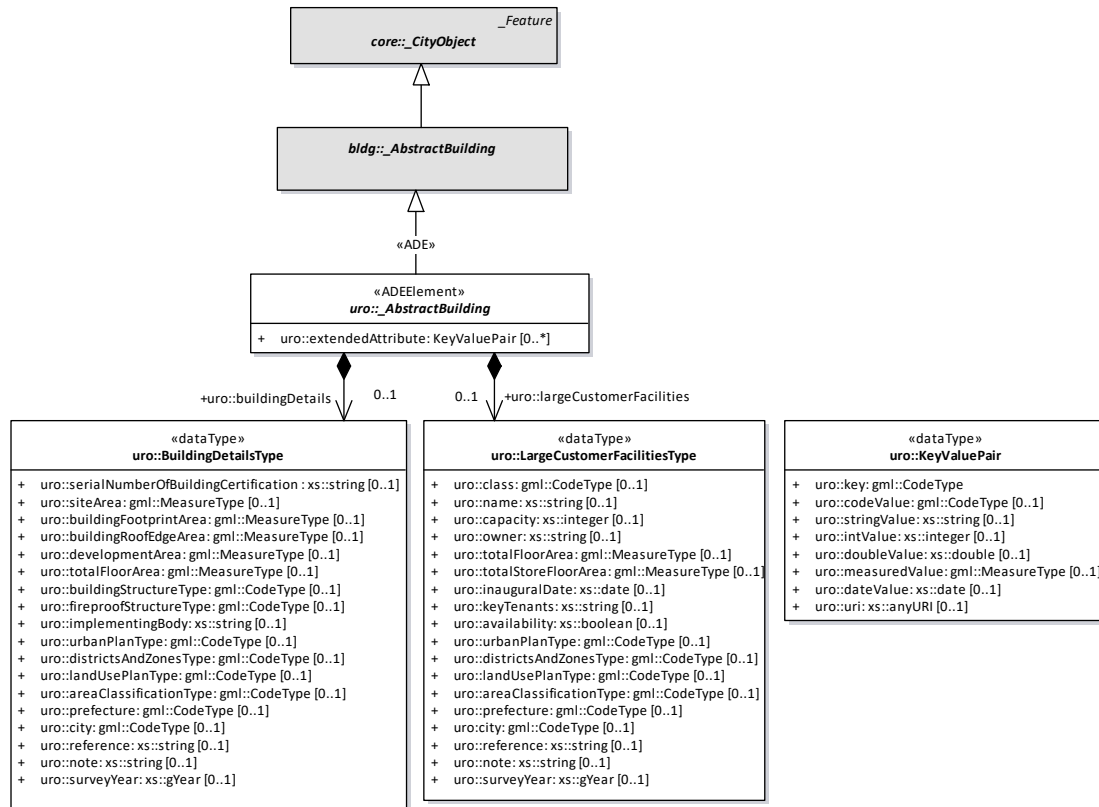 _Feature
core::_CityObject
bldg::_AbstractBuilding
«ADE»
«ADEElement»
uro::_AbstractBuilding
+ uro::extendedAttribute: KeyValuePair [0..*]
+uro::buildingDetails
0..1
0..1
+uro::largeCustomerFacilities
«dataType»
uro::BuildingDetailsType
+ uro::serialNumberOfBuildingCertification : xs::string [0..1]
+ uro::siteArea: gml::MeasureType [0..1]
+ uro::buildingFootprintArea: gml::MeasureType [0..1]
+ uro::buildingRoofEdgeArea: gml::MeasureType [0..1]
+ uro::developmentArea: gml::MeasureType [0..1]
+ uro::totalFloorArea: gml::MeasureType [0..1]
+ uro::buildingStructureType: gml::CodeType [0..1]
+ uro::fireproofStructureType: gml::CodeType [0..1]
+ uro::implementingBody: xs::string [0..1]
+ uro::urbanPlanType: gml::CodeType [0..1]
+ uro::districtsAndZonesType: gml::CodeType [0..1]
+ uro::landUsePlanType: gml::CodeType [0..1]
+ uro::areaClassificationType: gml::CodeType [0..1]
+ uro::prefecture: gml::CodeType [0..1]
+ uro::city: gml::CodeType [0..1]
+ uro::reference: xs::string [0..1]
+ uro::note: xs::string [0..1]
+ uro::surveyYear: xs::gYear [0..1]
«dataType»
uro::LargeCustomerFacilitiesType
+ uro::class: gml::CodeType [0..1]
+ uro::name: xs::string [0..1]
+ uro::capacity: xs::integer [0..1]
+ uro::owner: xs::string [0..1]
+ uro::totalFloorArea: gml::MeasureType [0..1]
+ uro::totalStoreFloorArea: gml::MeasureType [0..1]
+ uro::inauguralDate: xs::date [0..1]
+ uro::keyTenants: xs::string [0..1]
+ uro::availability: xs::boolean [0..1]
+ uro::urbanPlanType: gml::CodeType [0..1]
+ uro::districtsAndZonesType: gml::CodeType [0..1]
+ uro::landUsePlanType: gml::CodeType [0..1]
+ uro::areaClassificationType: gml::CodeType [0..1]
+ uro::prefecture: gml::CodeType [0..1]
+ uro:city: gml::CodeType [0..1]
+ uro::reference: xs::string [0..1]
+ uro::note: xs::string [0..1]
+ uro::surveyYear: xs::gYear [0..1]
«dataType»
uro::KeyValuePair
+ uro::key: gml::CodeType
+ uro::codeValue: gml::CodeType [0..1]
+ uro::stringValue: xs::string [0..1]
+ uro::intValue: xs::integer [0..1]
+ uro::doubleValue: xs::double [0..1]
+ uro::measuredValue: gml::MeasureType [0..1]
+ uro::dateValue: xs::date [0..1]
+ uro::uri: xs::anyURI [0..1]